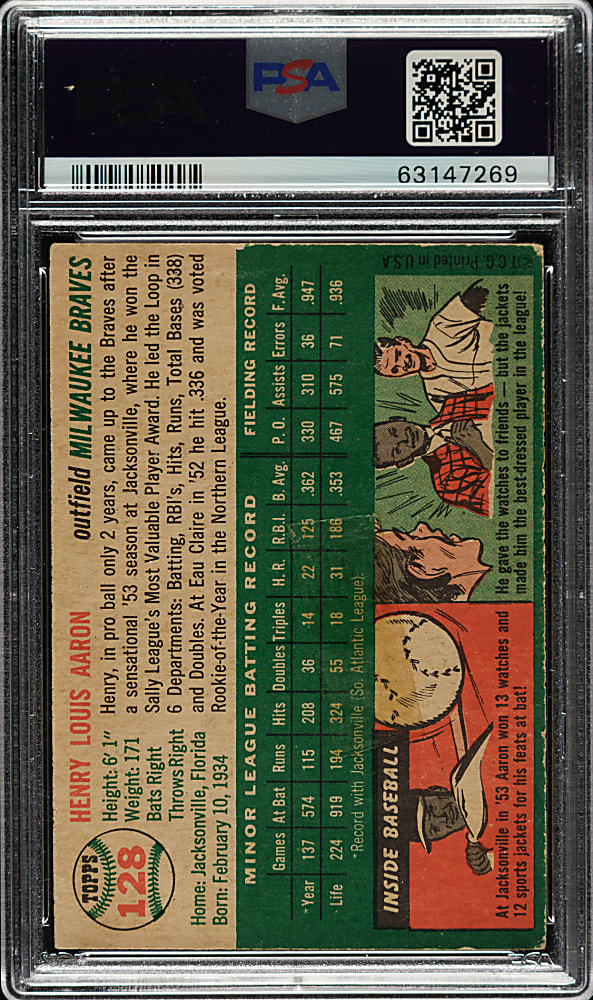 PSA
63147269
TOPPS
128
HENRY LOUIS AARON
outfield MILWAUKEE BRAVES
Height: 6' 1"
Weight: 171
Bats Right
Throws Right
Home: Jacksonville, Florida
Born: February 10, 1934
Henry, in pro ball only 2 years, came up to the Braves after
a sensational '53 season at Jacksonville, where he won the
Sally League's Most Valuable Player Award. He led the Loop in
6 Departments: Batting, RBI's, Hits, Runs, Total Bases (338)
and Doubles. At Eau Claire in '52 he hit .336 and was voted
Rookie-of-the-Year in the Northern League.
MINOR LEAGUE BATTING RECORD FIELDING RECORD
Games At Bat Runs Hits Doubles Triples H.R. R.B.I. B. Avg. P. O. Assists Errors F. Avg.
*Year 137 574 115 208 36 14 22 125 .362 330 310 36 .947
Life 224 919 194 324 55 18 31 186 .353 467 575 71 .936
*Record with Jacksonville (So. Atlantic League).
INSIDE BASEBALL
At Jacksonville in '53 Aaron won 13 watches and
12 sports jackets for his feats at bat!
He gave the watches to friends — but the jackets
made him the best-dressed player in the league!
©T.C.G. Printed in U.S.A